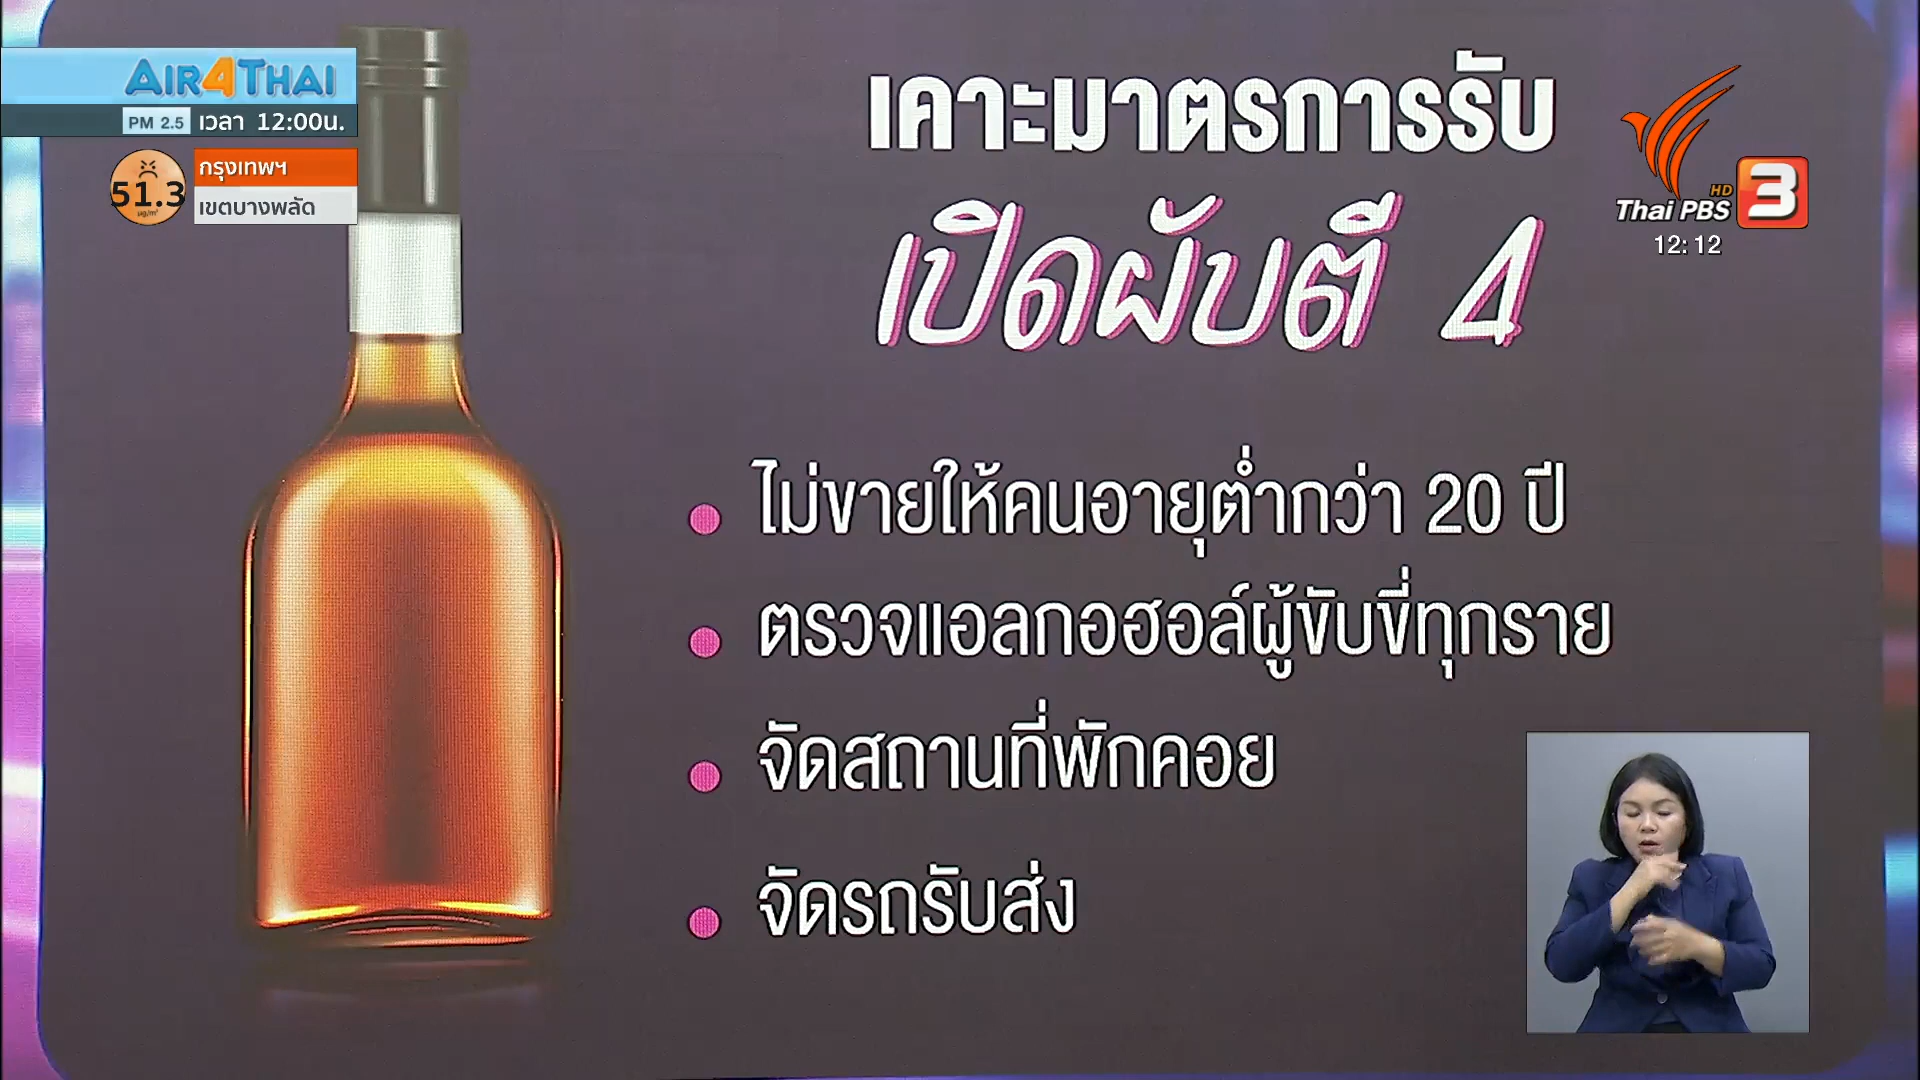 AIR4THAI
PM 2.5 เวลา 12:00น.
51.3
µg/m³
กรุงเทพฯ
เขตบางพลัด
เคาะมาตรการรับ
เปิดผับตี 4
HD
Thai PBS 3
12:12
ไม่ขายให้คนอายุต่ำกว่า 20 ปี
ตรวจแอลกอฮอล์ผู้ขับขี่ทุกราย
จัดสถานที่พักคอย
จัดรถรับส่ง